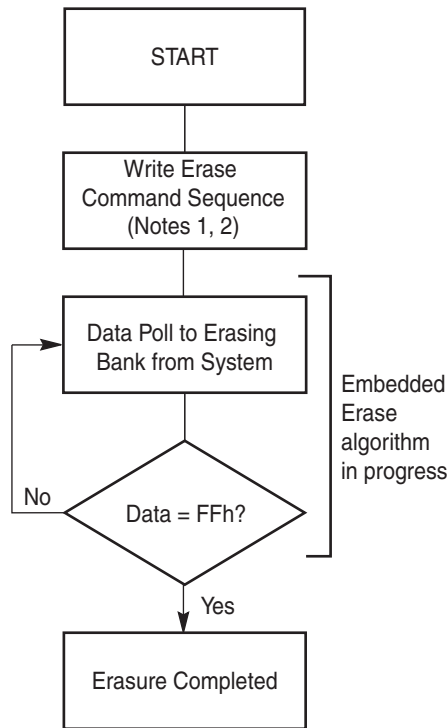 START
Write Erase
Command Sequence
(Notes 1, 2)
Data Poll to Erasing
Bank from System
Embedded
Erase
algorithm
in progress
No
Data = FFh?
Yes
Erasure Completed